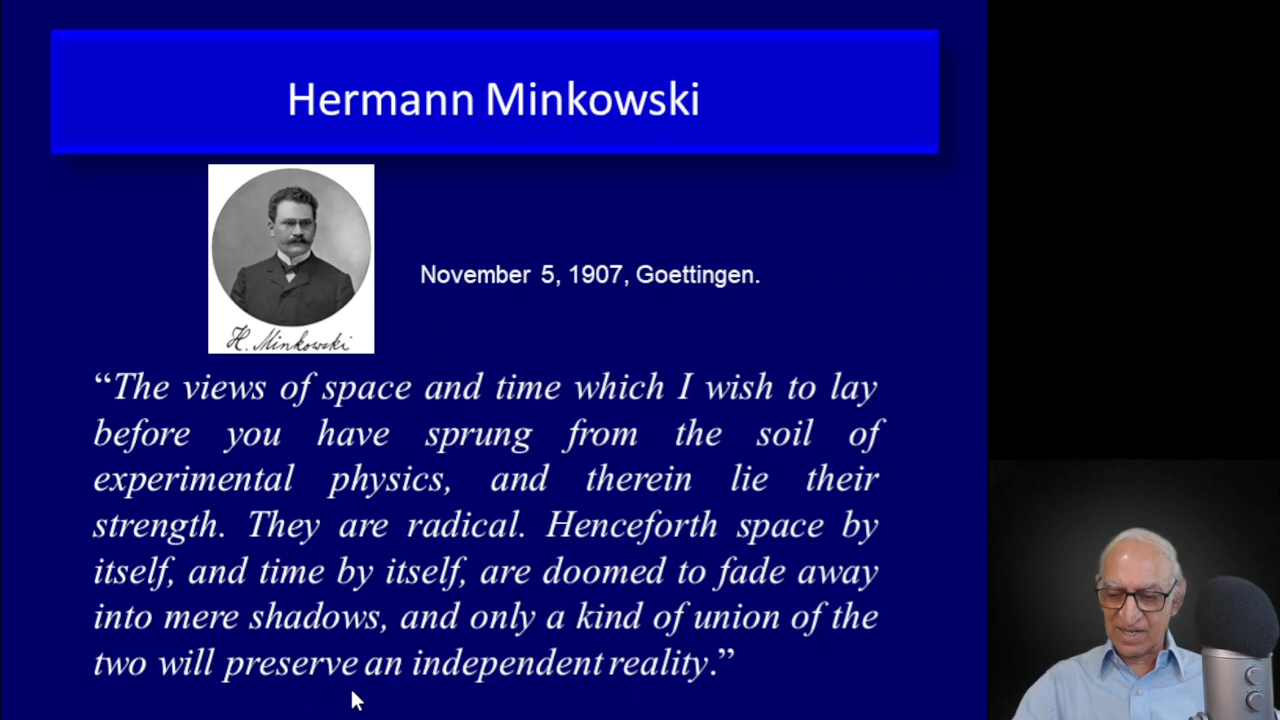 Hermann Minkowski
H. Minkowski
November 5, 1907, Goettingen.
“The views of space and time which I wish to lay
before you have sprung from the soil of
experimental physics, and therein lie their
strength. They are radical. Henceforth space by
itself, and time by itself, are doomed to fade away
into mere shadows, and only a kind of union of the
two will preserve an independent reality.”